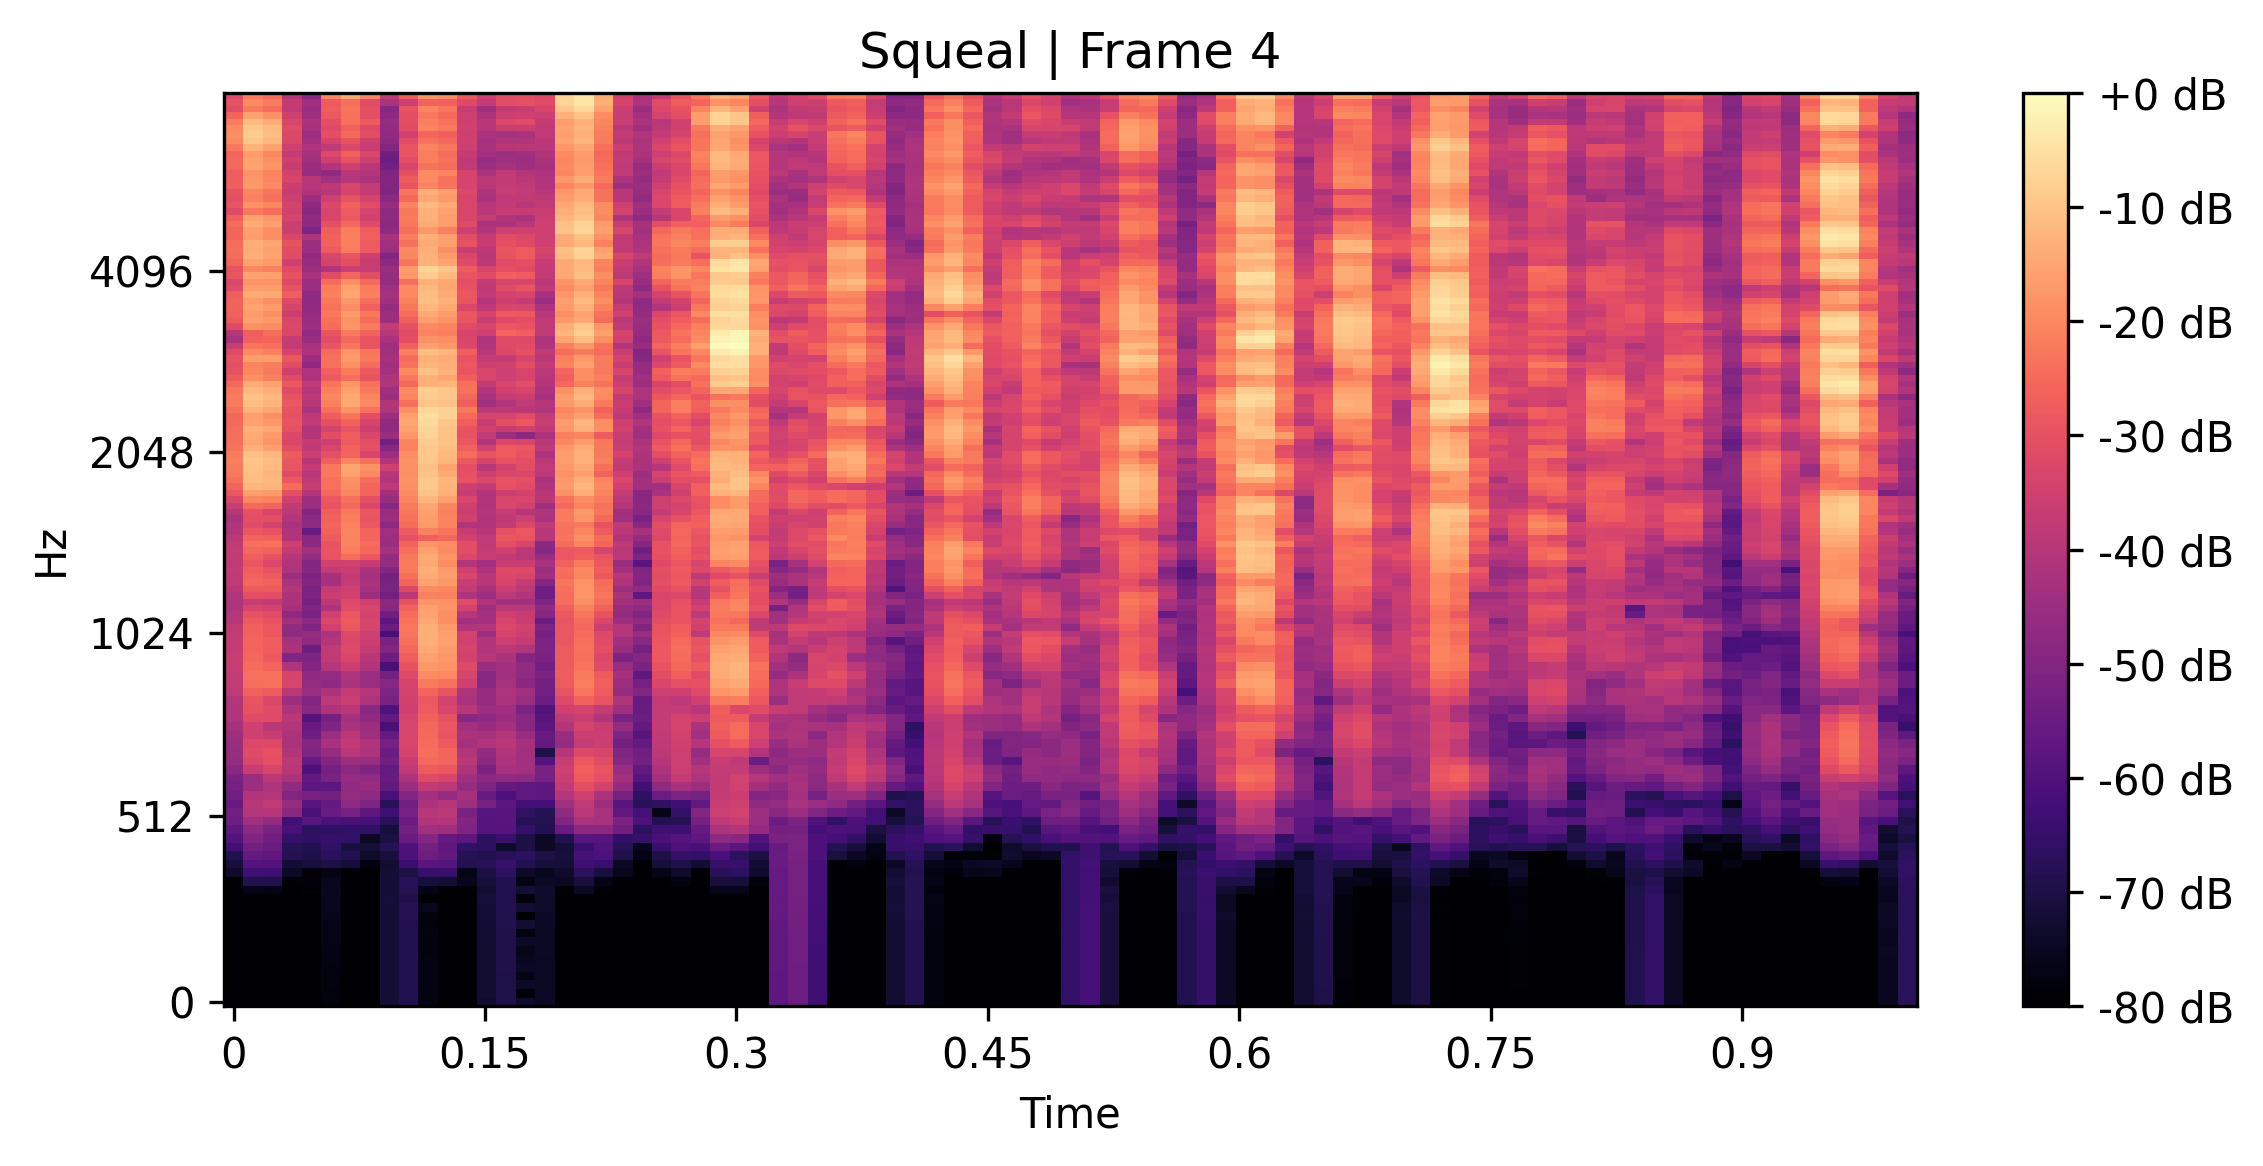 Squeal | Frame 4
+0 dB
-10 dB
-20 dB
-30 dB
-40 dB
-50 dB
-60 dB
-70 dB
-80 dB
Hz
4096
2048
1024
512
0
0 0.15 0.3 0.45 0.6 0.75 0.9
Time